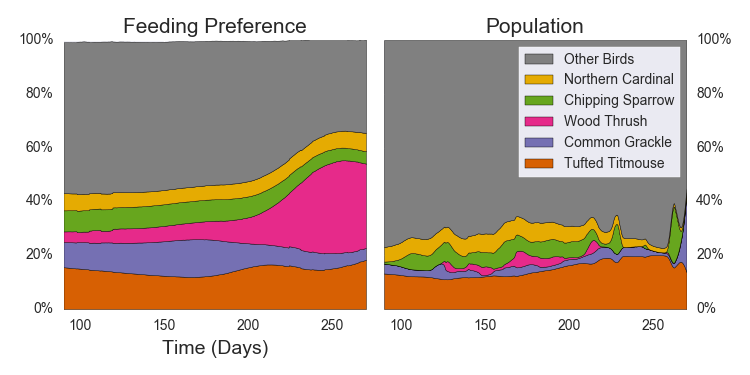 Feeding Preference
Population
100%
80%
60%
40%
20%
0%
100
150
200
250
Time (Days)
Other Birds
Northern Cardinal
Chipping Sparrow
Wood Thrush
Common Grackle
Tufted Titmouse
100
150
200
250
100%
80%
60%
40%
20%
0%